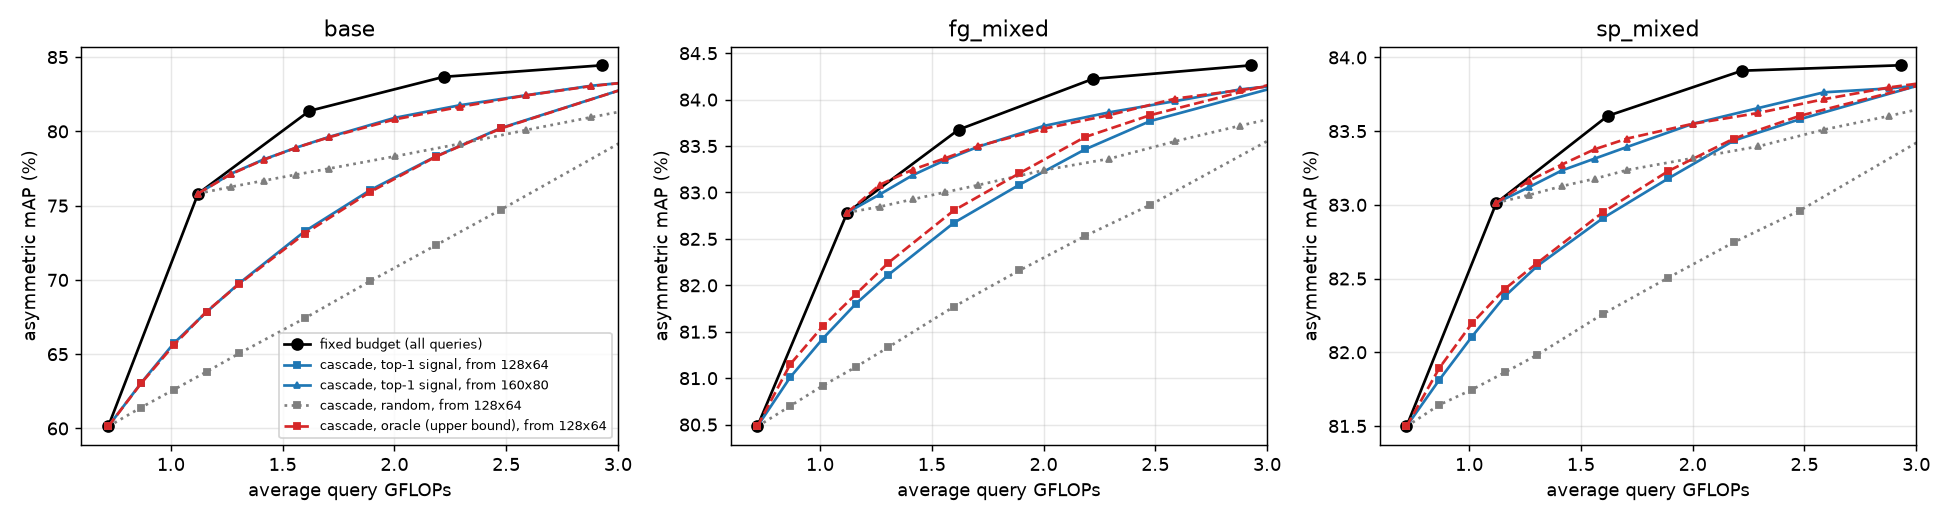 base
85
80
75
70
65
60
asymmetric mAP (%)
fixed budget (all queries)
cascade, top-1 signal, from 128x64
cascade, top-1 signal, from 160x80
cascade, random, from 128x64
cascade, oracle (upper bound), from 128x64
1.0 1.5 2.0 2.5 3.0
average query GFLOPs
fg_mixed
84.5
84.0
83.5
83.0
82.5
82.0
81.5
81.0
80.5
asymmetric mAP (%)
1.0 1.5 2.0 2.5 3.0
average query GFLOPs
sp_mixed
84.0
83.5
83.0
82.5
82.0
81.5
asymmetric mAP (%)
1.0 1.5 2.0 2.5 3.0
average query GFLOPs